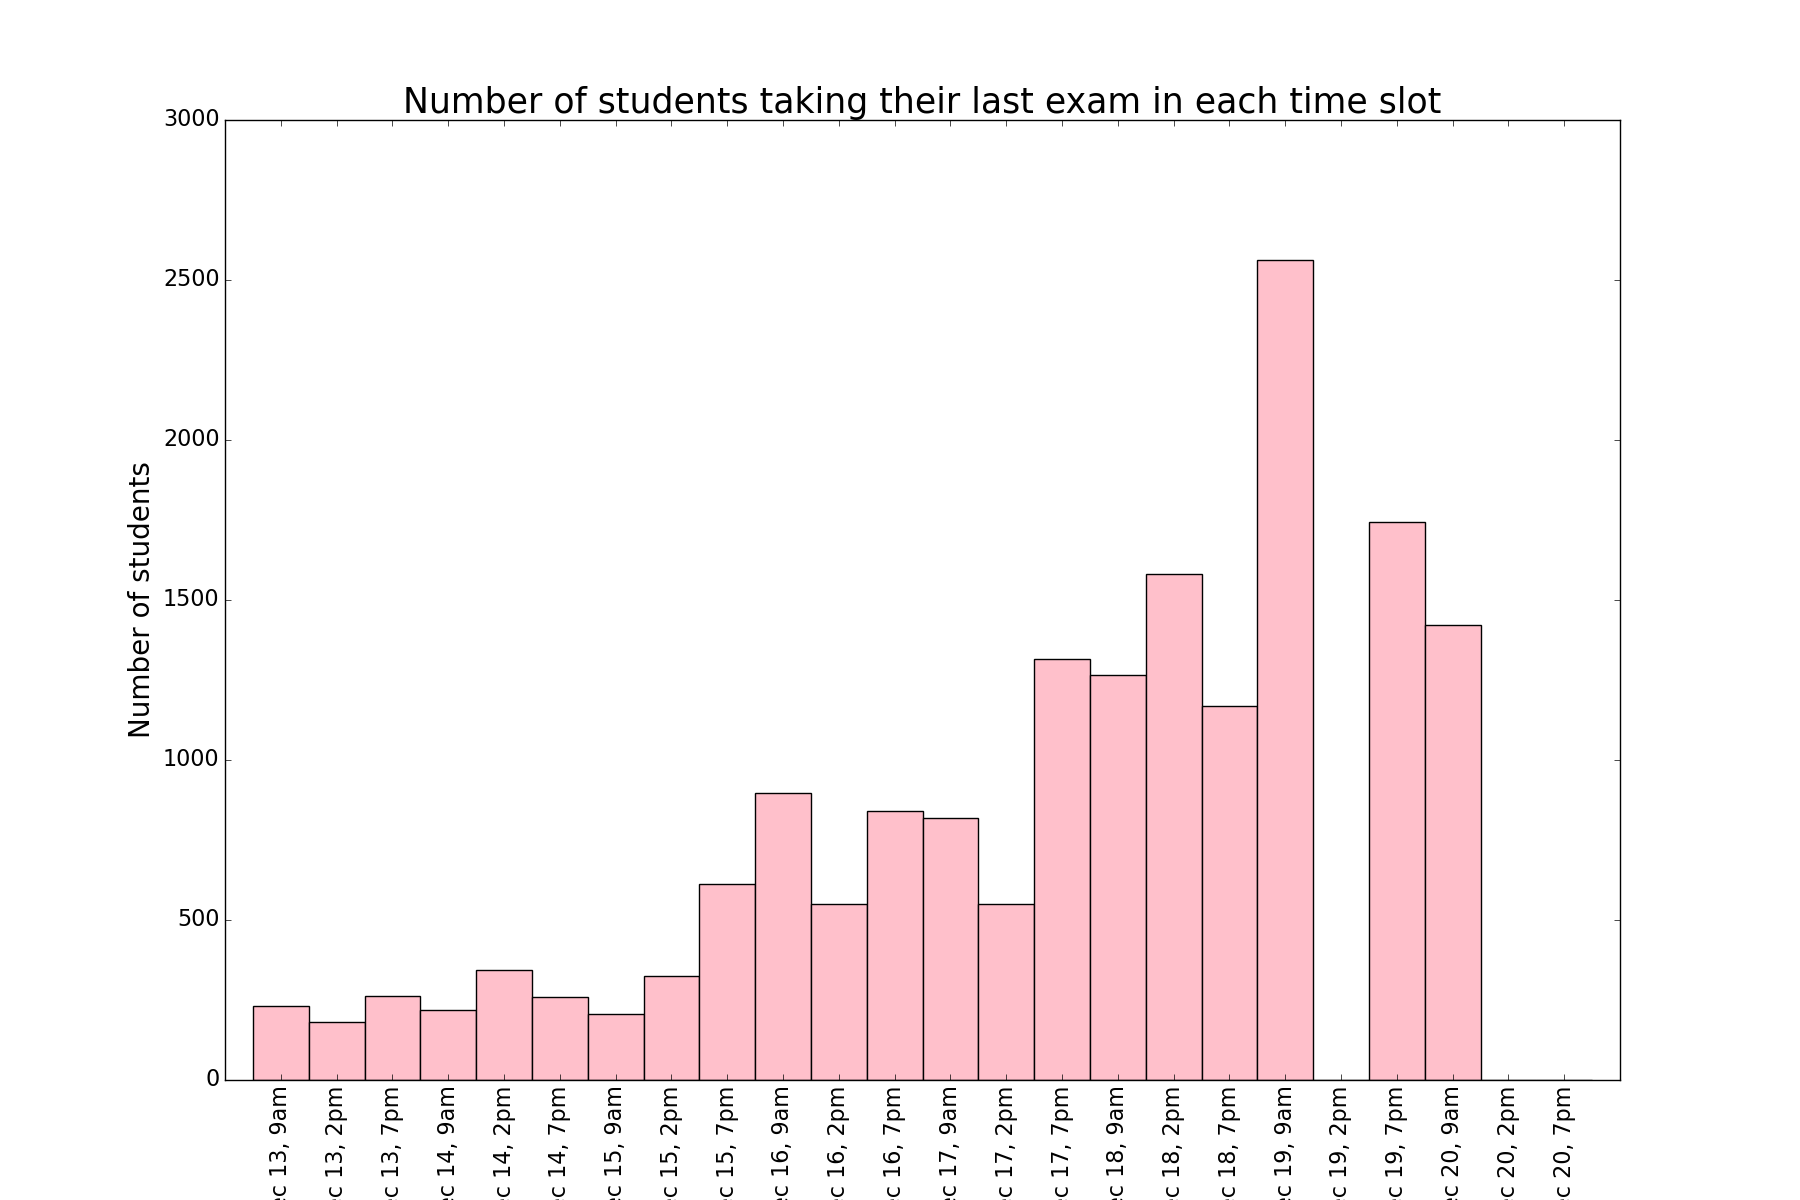 Number of students taking their last exam in each time slot
3000
2500
2000
1500
1000
500
0
Number of students
c 13, 9am
c 13, 2pm
c 13, 7pm
c 14, 9am
c 14, 2pm
c 14, 7pm
c 15, 9am
c 15, 2pm
c 15, 7pm
c 16, 9am
c 16, 2pm
c 16, 7pm
c 17, 9am
c 17, 2pm
c 17, 7pm
c 18, 9am
c 18, 2pm
c 18, 7pm
c 19, 9am
c 19, 2pm
c 19, 7pm
c 20, 9am
c 20, 2pm
c 20, 7pm